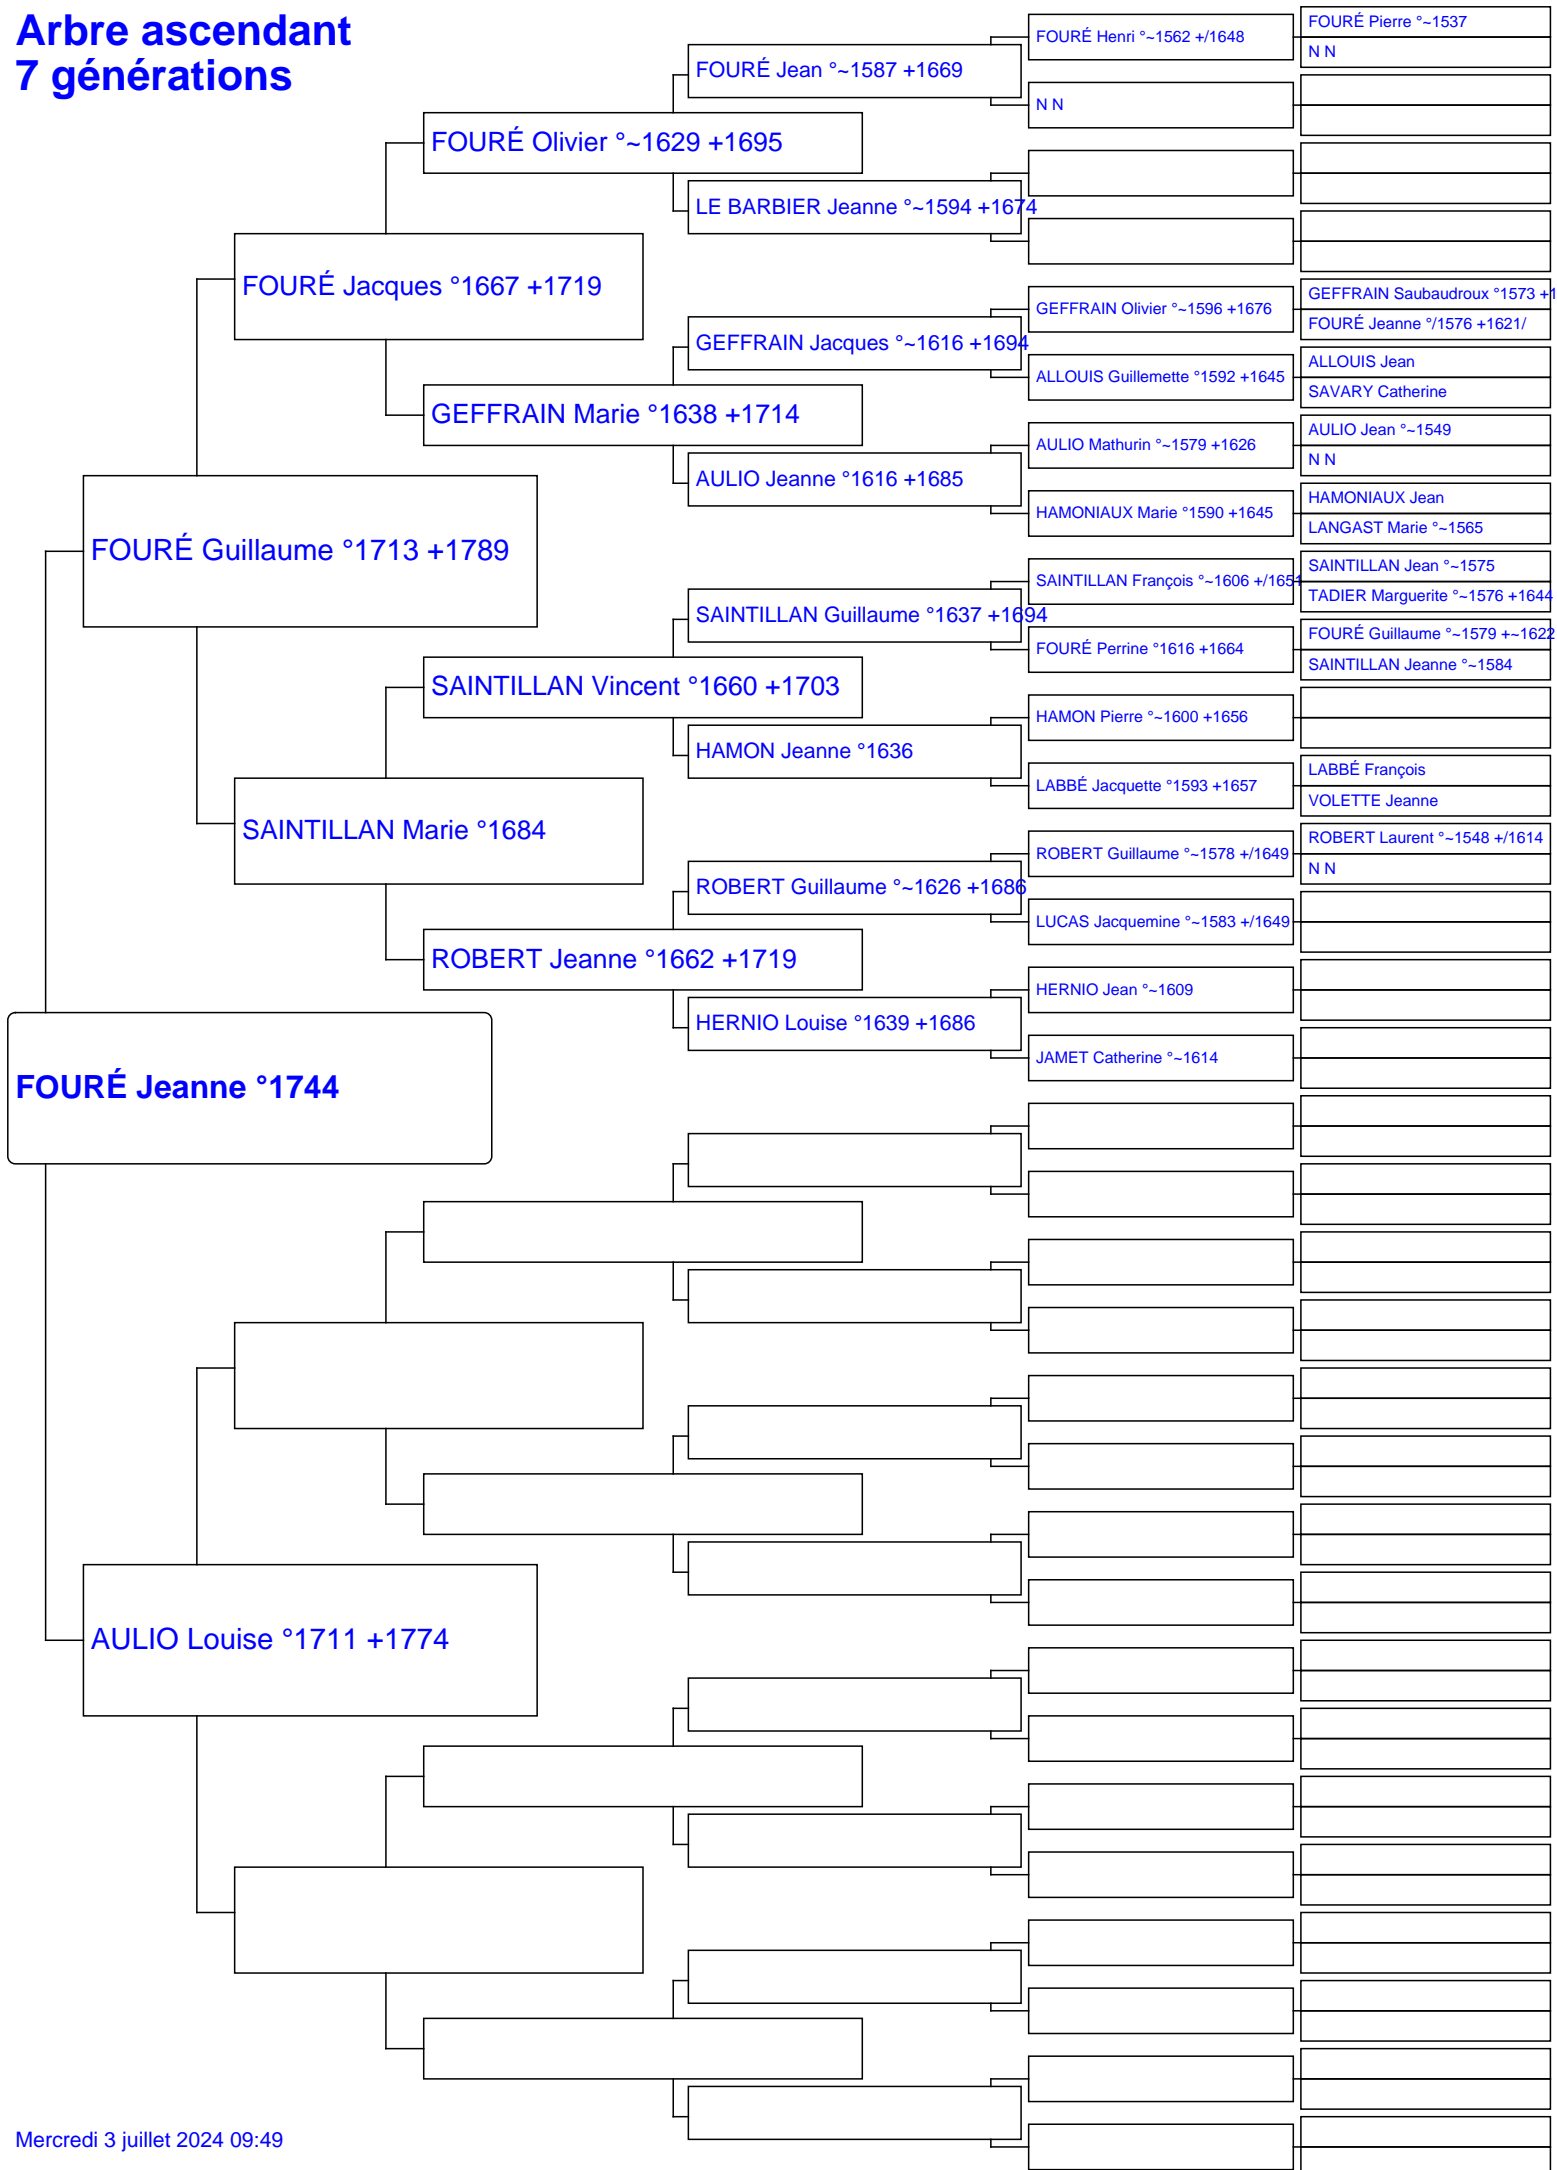 Arbre ascendant
7 générations
FOURÉ Pierre °~1537
FOURÉ Henri °~1562 +/1648
N N
FOURÉ Jean °~1587 +1669
N N
FOURÉ Olivier °~1629 +1695
LE BARBIER Jeanne °~1594 +1674
FOURÉ Jacques °1667 +1719
GEFFRAIN Saubaudroux °1573 +1
GEFFRAIN Olivier °~1596 +1676
FOURÉ Jeanne °/1576 +1621/
GEFFRAIN Jacques °~1616 +1694
ALLOUIS Jean
ALLOUIS Guillemette °1592 +1645
SAVARY Catherine
GEFFRAIN Marie °1638 +1714
AULIO Jean °~1549
AULIO Mathurin °~1579 +1626
N N
AULIO Jeanne °1616 +1685
HAMONIAUX Jean
HAMONIAUX Marie °1590 +1645
LANGAST Marie °~1565
FOURÉ Guillaume °1713 +1789
SAINTILLAN Jean °~1575
SAINTILLAN François °~1606 +/1651
TADIER Marguerite °~1576 +1644
SAINTILLAN Guillaume °1637 +1694
FOURÉ Guillaume °~1579 +~1622
FOURÉ Perrine °1616 +1664
SAINTILLAN Jeanne °~1584
SAINTILLAN Vincent °1660 +1703
HAMON Pierre °~1600 +1656
HAMON Jeanne °1636
LABBÉ François
LABBÉ Jacquette °1593 +1657
VOLETTE Jeanne
SAINTILLAN Marie °1684
ROBERT Laurent °~1548 +/1614
ROBERT Guillaume °~1578 +/1649
N N
ROBERT Guillaume °~1626 +1686
LUCAS Jacquemine °~1583 +/1649
ROBERT Jeanne °1662 +1719
HERNIO Jean °~1609
HERNIO Louise °1639 +1686
JAMET Catherine °~1614
FOURÉ Jeanne °1744
AULIO Louise °1711 +1774
Mercredi 3 juillet 2024 09:49